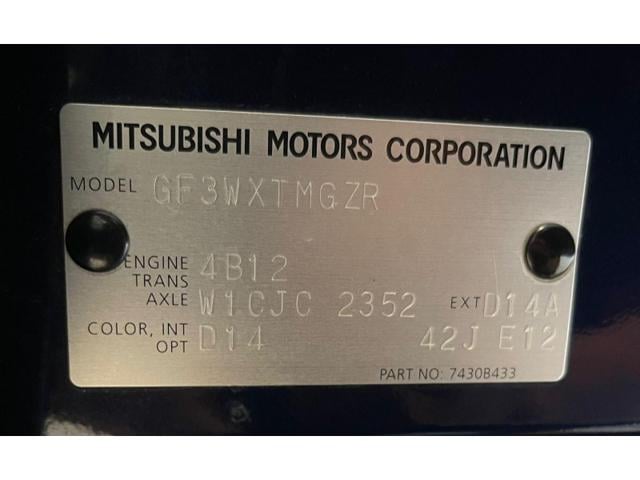 MITSUBISHI MOTORS CORPORATION
MODEL GF3WXTMGZR
ENGINE 4B12
TRANS
AXLE W1CJC 2352 EXT D14A
COLOR, INT D14 42J E12
OPT
PART NO: 7430B433